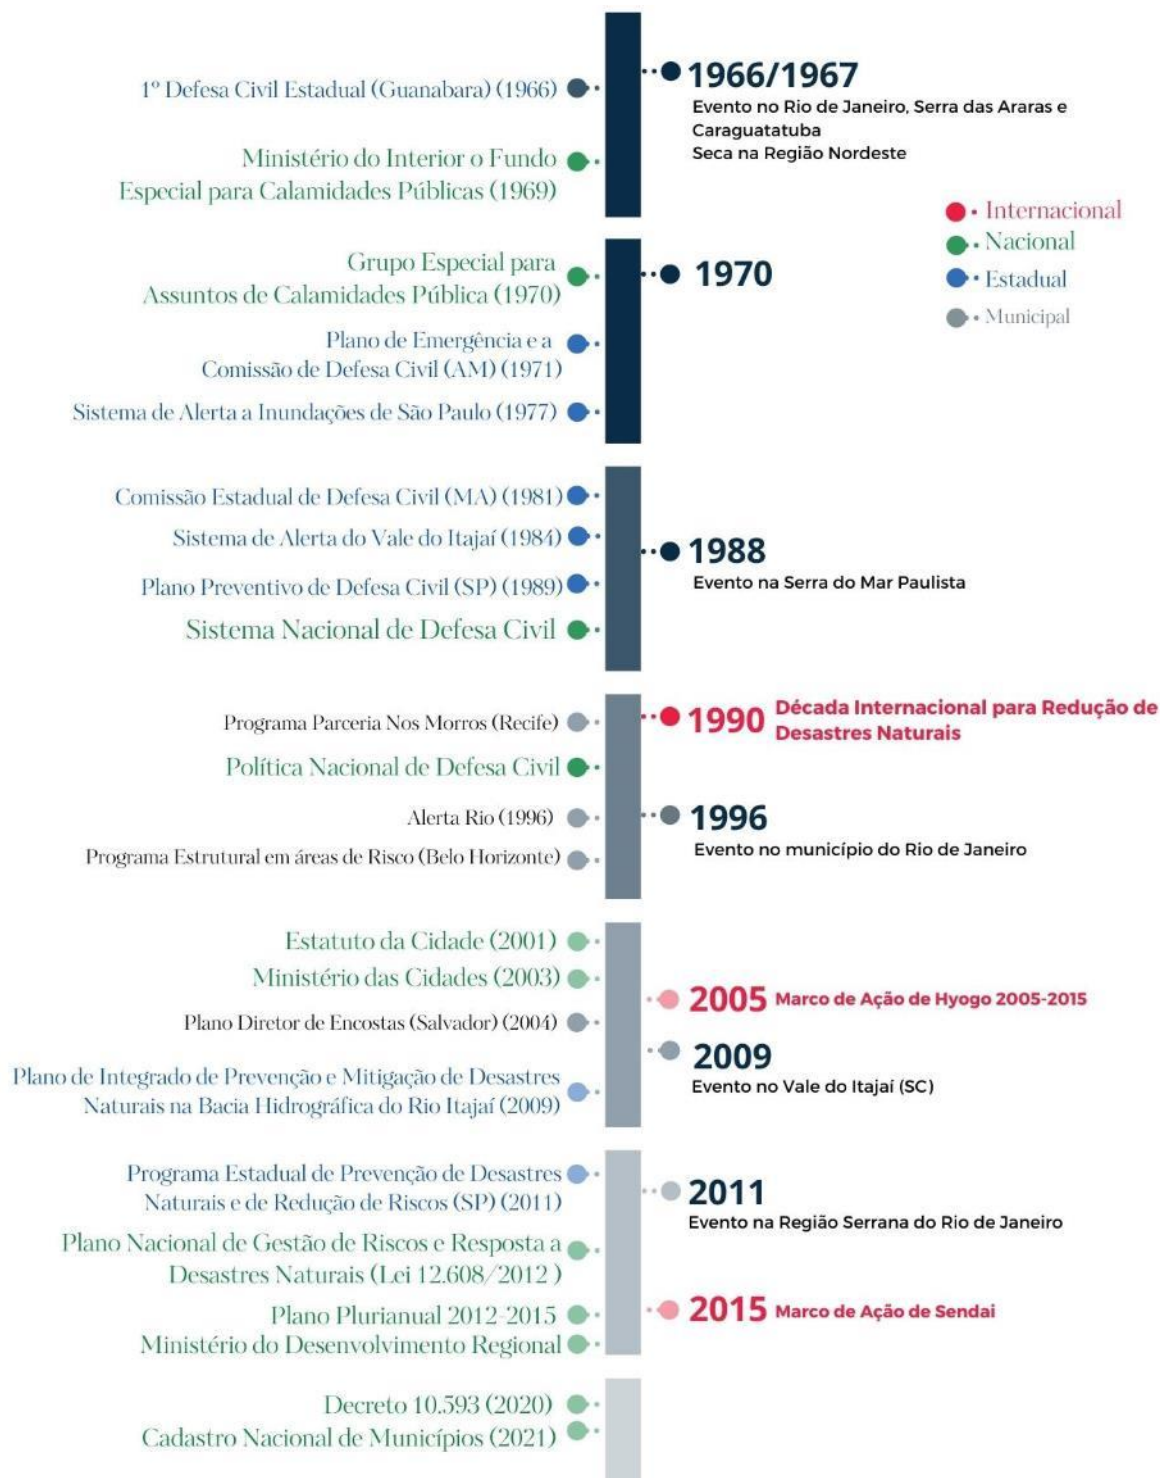 1º Defesa Civil Estadual (Guanabara) (1966)
Ministério do Interior o Fundo
Especial para Calamidades Públicas (1969)
1966/1967
Evento no Rio de Janeiro, Serra das Araras e
Caraguatatuba
Seca na Região Nordeste
Internacional
Nacional
Estadual
Municipal
Grupo Especial para
Assuntos de Calamidades Pública (1970)
Plano de Emergência e a
Comissão de Defesa Civil (AM) (1971)
Sistema de Alerta a Inundações de São Paulo (1977)
1970
Comissão Estadual de Defesa Civil (MA) (1981)
Sistema de Alerta do Vale do Itajaí (1984)
Plano Preventivo de Defesa Civil (SP) (1989)
Sistema Nacional de Defesa Civil
1988
Evento na Serra do Mar Paulista
Programa Parceria Nos Morros (Recife)
Política Nacional de Defesa Civil
Alerta Rio (1996)
Programa Estrutural em áreas de Risco (Belo Horizonte)
1990 Década Internacional para Redução de
Desastres Naturais
1996
Evento no município do Rio de Janeiro
Estatuto da Cidade (2001)
Ministério das Cidades (2003)
Plano Diretor de Encostas (Salvador) (2004)
Plano de Integrado de Prevenção e Mitigação de Desastres
Naturais na Bacia Hidrográfica do Rio Itajaí (2009)
2005 Marco de Ação de Hyogo 2005-2015
2009
Evento no Vale do Itajaí (SC)
Programa Estadual de Prevenção de Desastres
Naturais e de Redução de Riscos (SP) (2011)
Plano Nacional de Gestão de Riscos e Resposta a
Desastres Naturais (Lei 12.608/2012 )
Plano Plurianual 2012-2015
Ministério do Desenvolvimento Regional
2011
Evento na Região Serrana do Rio de Janeiro
2015 Marco de Ação de Sendai
Decreto 10.593 (2020)
Cadastro Nacional de Municípios (2021)